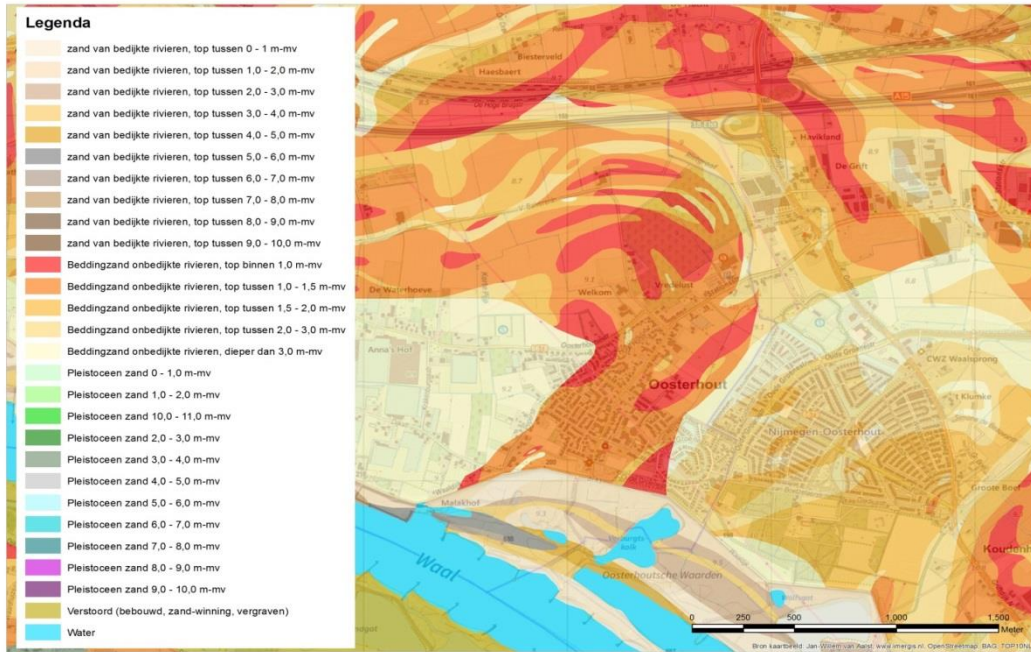 Legenda
zand van bedijkte rivieren, top tussen 0 - 1 m-mv
zand van bedijkte rivieren, top tussen 1,0 - 2,0 m-mv
zand van bedijkte rivieren, top tussen 2,0 - 3,0 m-mv
zand van bedijkte rivieren, top tussen 3,0 - 4,0 m-mv
zand van bedijkte rivieren, top tussen 4,0 - 5,0 m-mv
zand van bedijkte rivieren, top tussen 5,0 - 6,0 m-mv
zand van bedijkte rivieren, top tussen 6,0 - 7,0 m-mv
zand van bedijkte rivieren, top tussen 7,0 - 8,0 m-mv
zand van bedijkte rivieren, top tussen 8,0 - 9,0 m-mv
zand van bedijkte rivieren, top tussen 9,0 - 10,0 m-mv
Beddingzand onbedijkte rivieren, top binnen 1,0 m-mv
Beddingzand onbedijkte rivieren, top tussen 1,0 - 1,5 m-mv
Beddingzand onbedijkte rivieren, top tussen 1,5 - 2,0 m-mv
Beddingzand onbedijkte rivieren, top tussen 2,0 - 3,0 m-mv
Beddingzand onbedijkte rivieren, dieper dan 3,0 m-mv
Pleistoceen zand 0 - 1,0 m-mv
Pleistoceen zand 1,0 - 2,0 m-mv
Pleistoceen zand 10,0 - 11,0 m-mv
Pleistoceen zand 2,0 - 3,0 m-mv
Pleistoceen zand 3,0 - 4,0 m-mv
Pleistoceen zand 4,0 - 5,0 m-mv
Pleistoceen zand 5,0 - 6,0 m-mv
Pleistoceen zand 6,0 - 7,0 m-mv
Pleistoceen zand 7,0 - 8,0 m-mv
Pleistoceen zand 8,0 - 9,0 m-mv
Pleistoceen zand 9,0 - 10,0 m-mv
Verstoord (bebouwd, zand-winning, vergraven)
Water
Biesterveld
Haesbaert
A15
Havikland
De Grift
De Waterhoeve
Welkom
Vredelust
Anna's Hof
Oosterhout
CWZ Waalsprong
't Klumke
Nijmegen-Oosterhout
Groote Boel
Waal
Oosterhoutsche Waarden
0 250 500 1.000 1.500
Meter